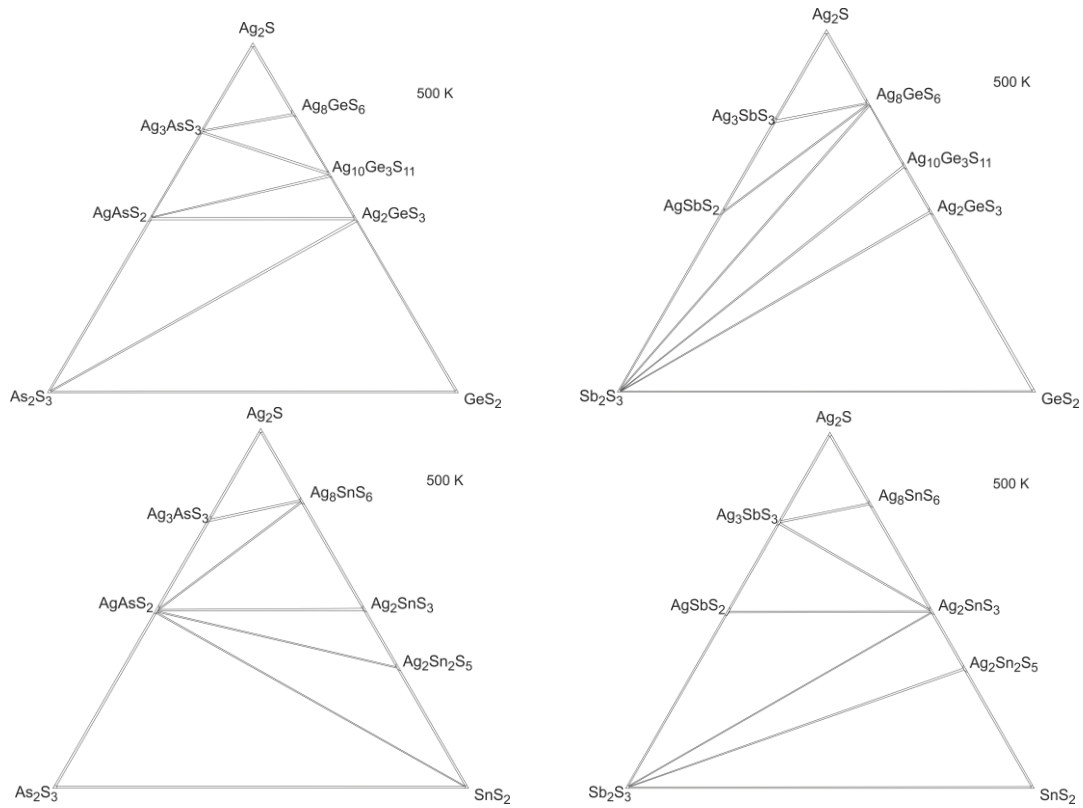 Ag₂S
500 K
Ag₈GeS₆
Ag₃AsS₃
Ag₁₀Ge₃S₁₁
AgAsS₂
Ag₂GeS₃
As₂S₃
GeS₂
Ag₂S
500 K
Ag₈GeS₆
Ag₃SbS₃
Ag₁₀Ge₃S₁₁
AgSbS₂
Ag₂GeS₃
Sb₂S₃
GeS₂
Ag₂S
500 K
Ag₈SnS₆
Ag₃AsS₃
AgAsS₂
Ag₂SnS₃
Ag₂Sn₂S₅
As₂S₃
SnS₂
Ag₂S
500 K
Ag₈SnS₆
Ag₃SbS₃
AgSbS₂
Ag₂SnS₃
Ag₂Sn₂S₅
Sb₂S₃
SnS₂